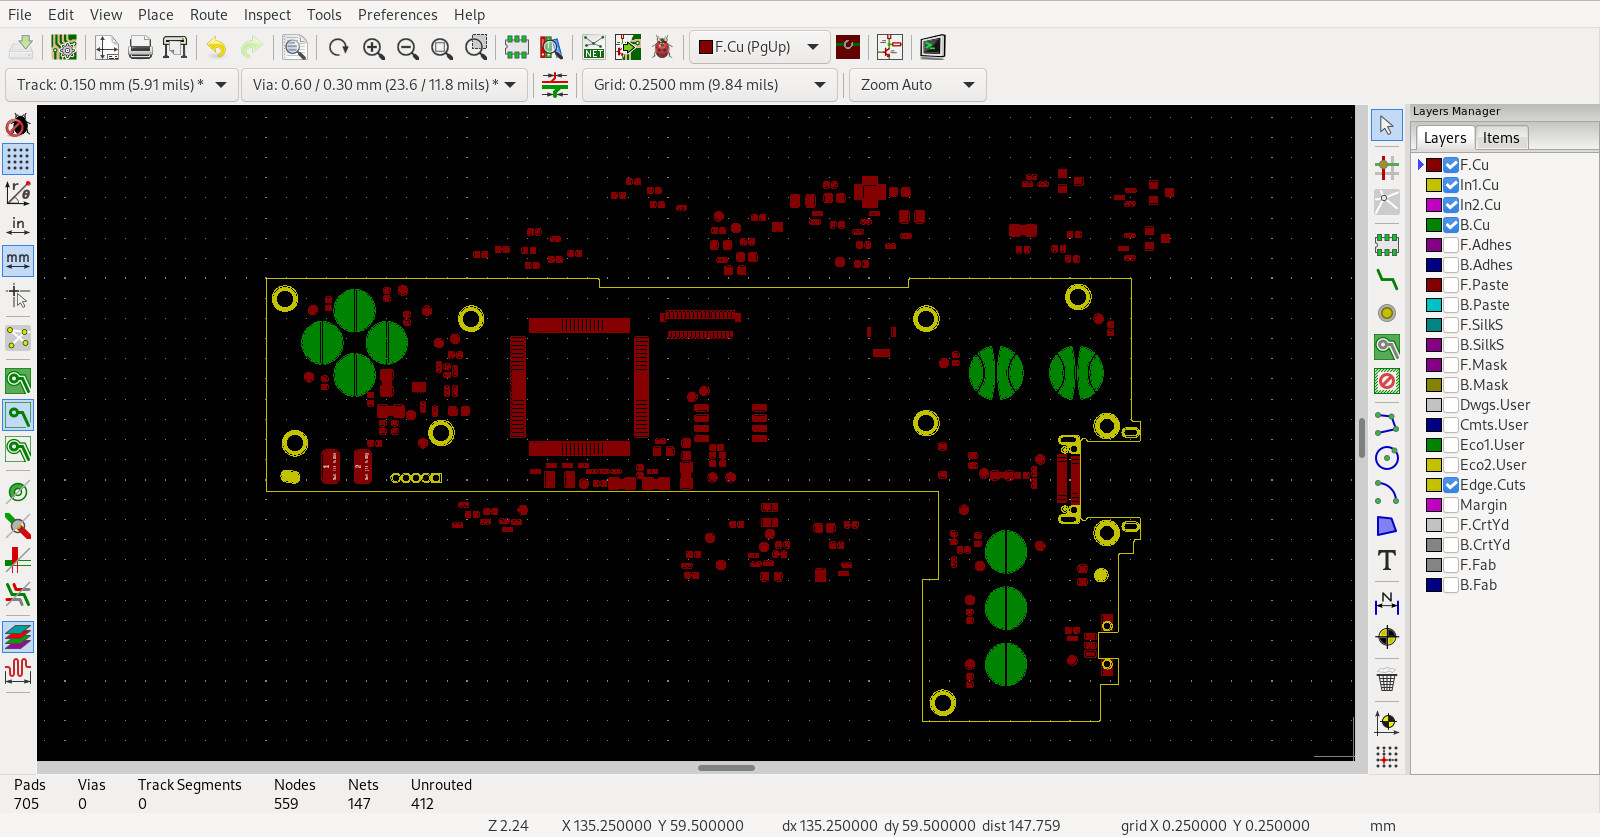 File Edit View Place Route Inspect Tools Preferences Help
NET
F.Cu (PgUp)
Track: 0.150 mm (5.91 mils) *
Via: 0.60 / 0.30 mm (23.6 / 11.8 mils) *
Grid: 0.2500 mm (9.84 mils)
Zoom Auto
in
mm
Layers Manager
Layers Items
F.Cu
In1.Cu
In2.Cu
B.Cu
F.Adhes
B.Adhes
F.Paste
B.Paste
F.SilkS
B.SilkS
F.Mask
B.Mask
Dwgs.User
Cmts.User
Eco1.User
Eco2.User
Edge.Cuts
Margin
F.CrtYd
B.CrtYd
F.Fab
B.Fab
T
N
1 2
Pads Vias Track Segments Nodes Nets Unrouted
705 0 0 559 147 412
Z 2.24 X 135.250000 Y 59.500000 dx 135.250000 dy 59.500000 dist 147.759 grid X 0.250000 Y 0.250000 mm